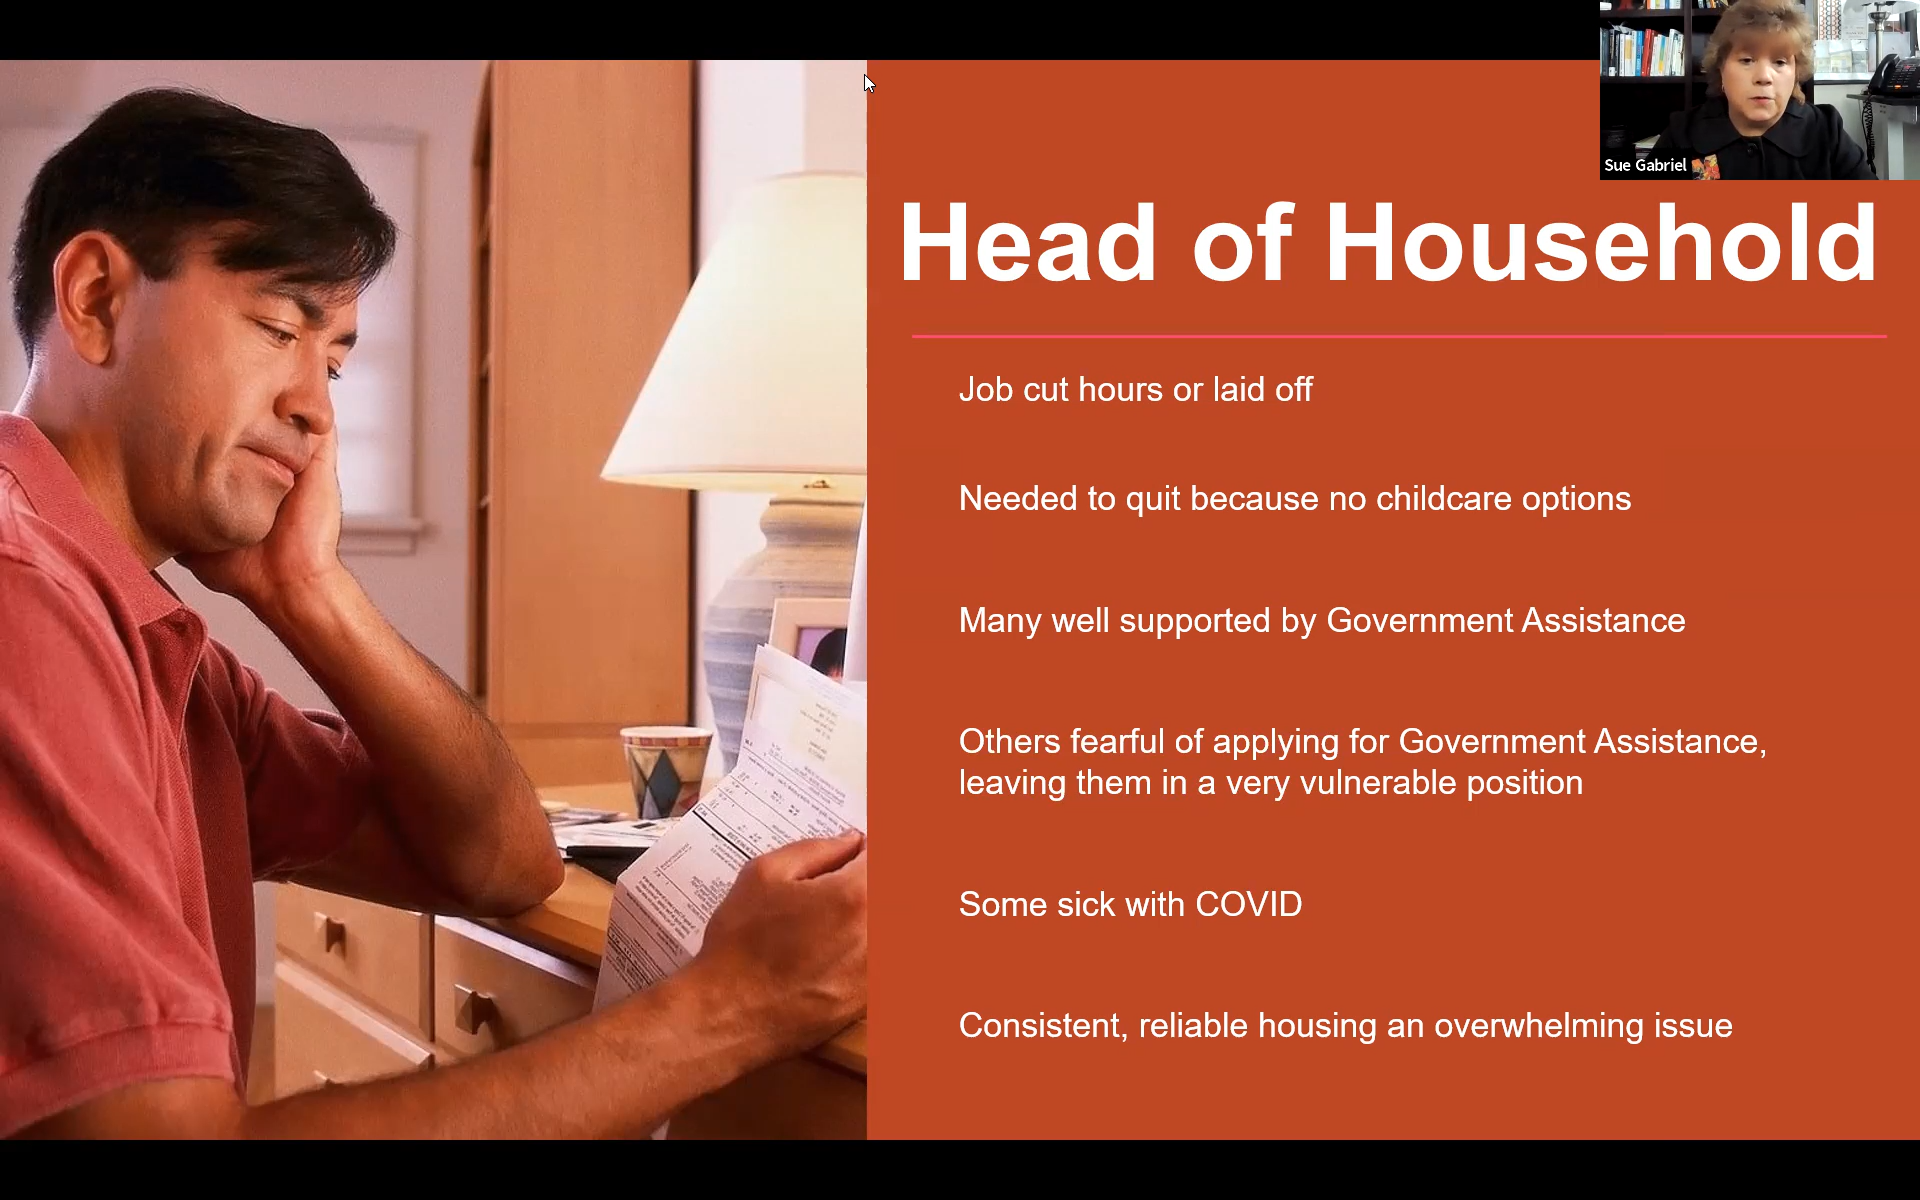 Sue Gabriel
Head of Household
Job cut hours or laid off
Needed to quit because no childcare options
Many well supported by Government Assistance
Others fearful of applying for Government Assistance,
leaving them in a very vulnerable position
Some sick with COVID
Consistent, reliable housing an overwhelming issue